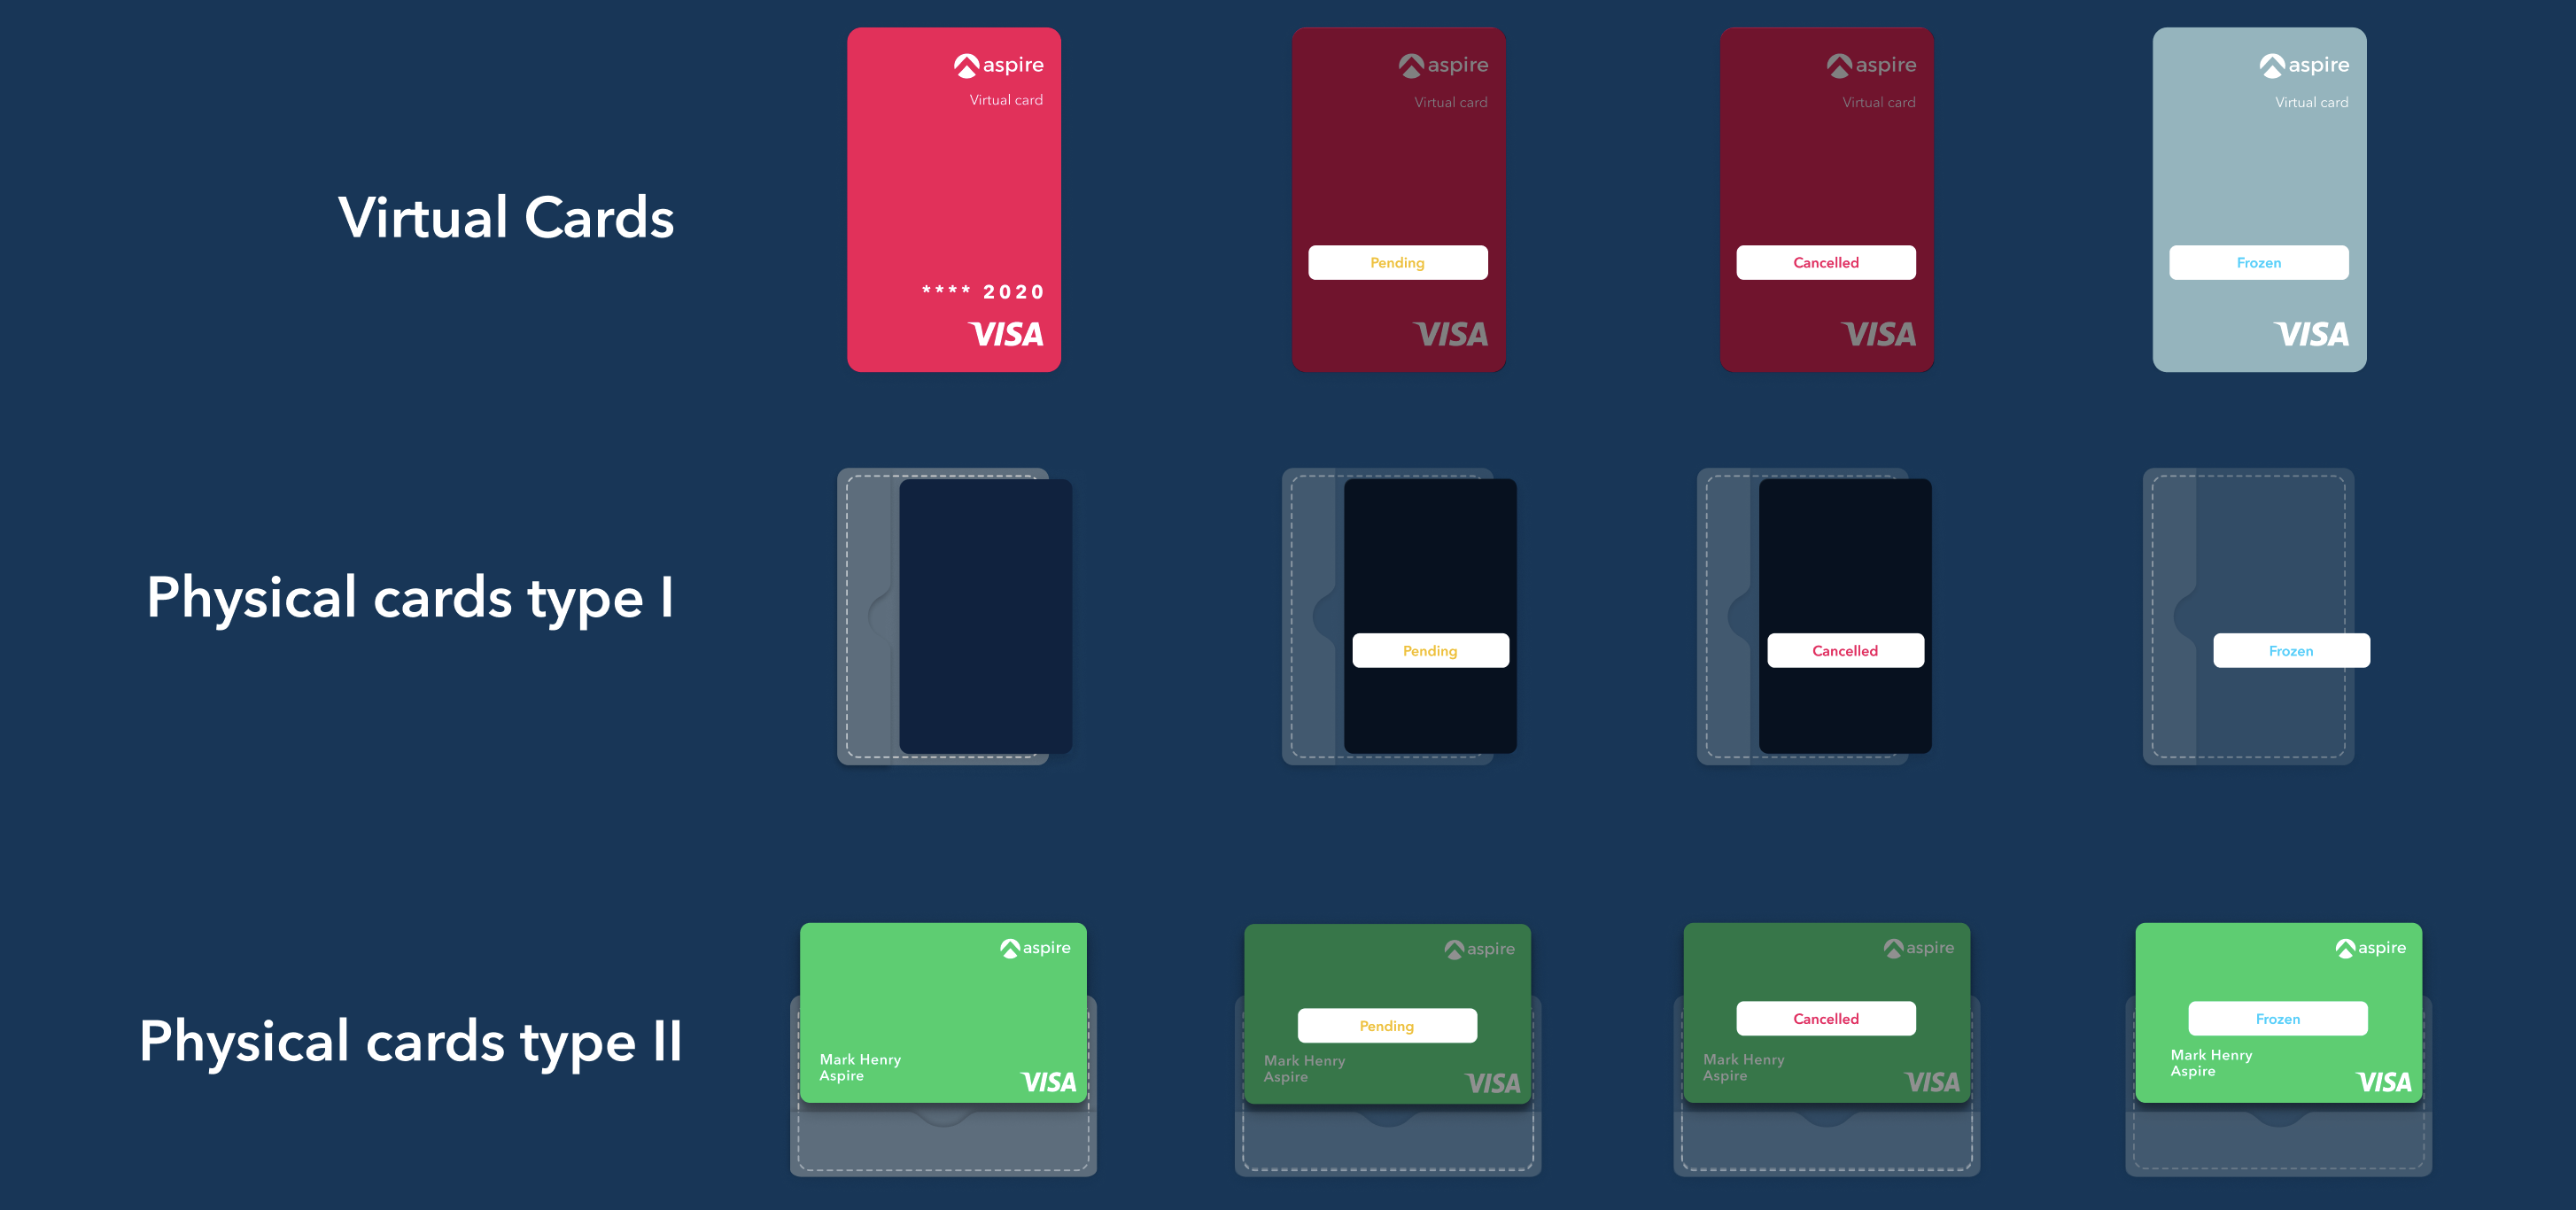 Virtual Cards
aspire
Virtual card
**** 2020
VISA
aspire
Virtual card
Pending
VISA
aspire
Virtual card
Cancelled
VISA
aspire
Virtual card
Frozen
VISA
Physical cards type I
Pending
Cancelled
Frozen
Physical cards type II
aspire
Mark Henry
Aspire
VISA
aspire
Pending
Mark Henry
Aspire
VISA
aspire
Cancelled
Mark Henry
Aspire
VISA
aspire
Frozen
Mark Henry
Aspire
VISA